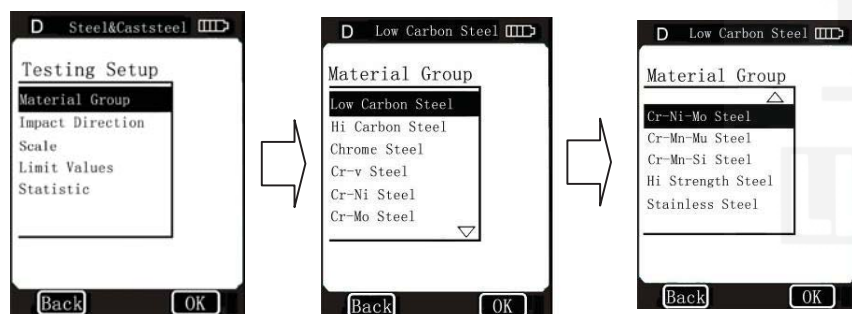 D Steel&Caststeel
Testing Setup
Material Group
Impact Direction
Scale
Limit Values
Statistic
Back OK
D Low Carbon Steel
Material Group
Low Carbon Steel
Hi Carbon Steel
Chrome Steel
Cr-v Steel
Cr-Ni Steel
Cr-Mo Steel
Back OK
D Low Carbon Steel
Material Group
Cr-Ni-Mo Steel
Cr-Mn-Mu Steel
Cr-Mn-Si Steel
Hi Strength Steel
Stainless Steel
Back OK